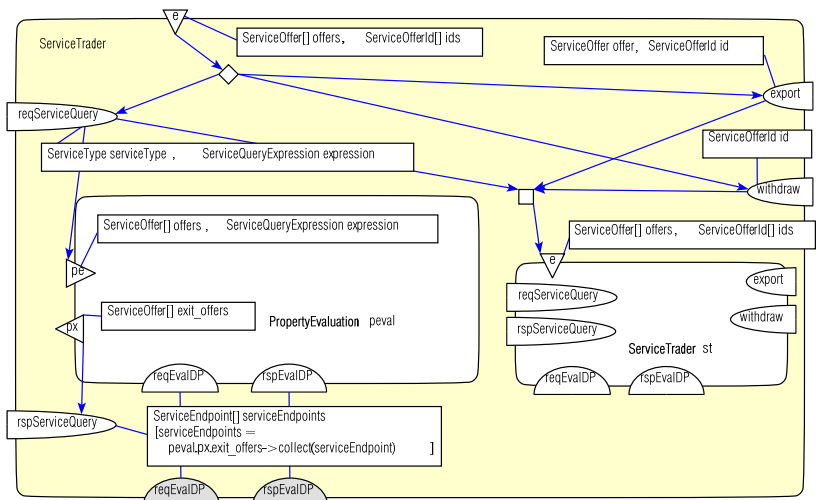 e
ServiceOffer[] offers, ServiceOfferId[] ids
ServiceTrader
ServiceOffer offer, ServiceOfferId id
export
reqServiceQuery
ServiceOfferId id
ServiceType serviceType , ServiceQueryExpression expression
withdraw
ServiceOffer[] offers , ServiceQueryExpression expression
ServiceOffer[] offers, ServiceOfferId[] ids
e
pe
export
reqServiceQuery
ServiceOffer[] exit_offers
px
PropertyEvaluation peval
withdraw
rspServiceQuery
ServiceTrader st
reqEvalDP
rspEvalDP
reqEvalDP
rspEvalDP
rspServiceQuery
ServiceEndpoint[] serviceEndpoints
[serviceEndpoints =
peval.px.exit_offers->collect(serviceEndpoint) ]
reqEvalDP
rspEvalDP